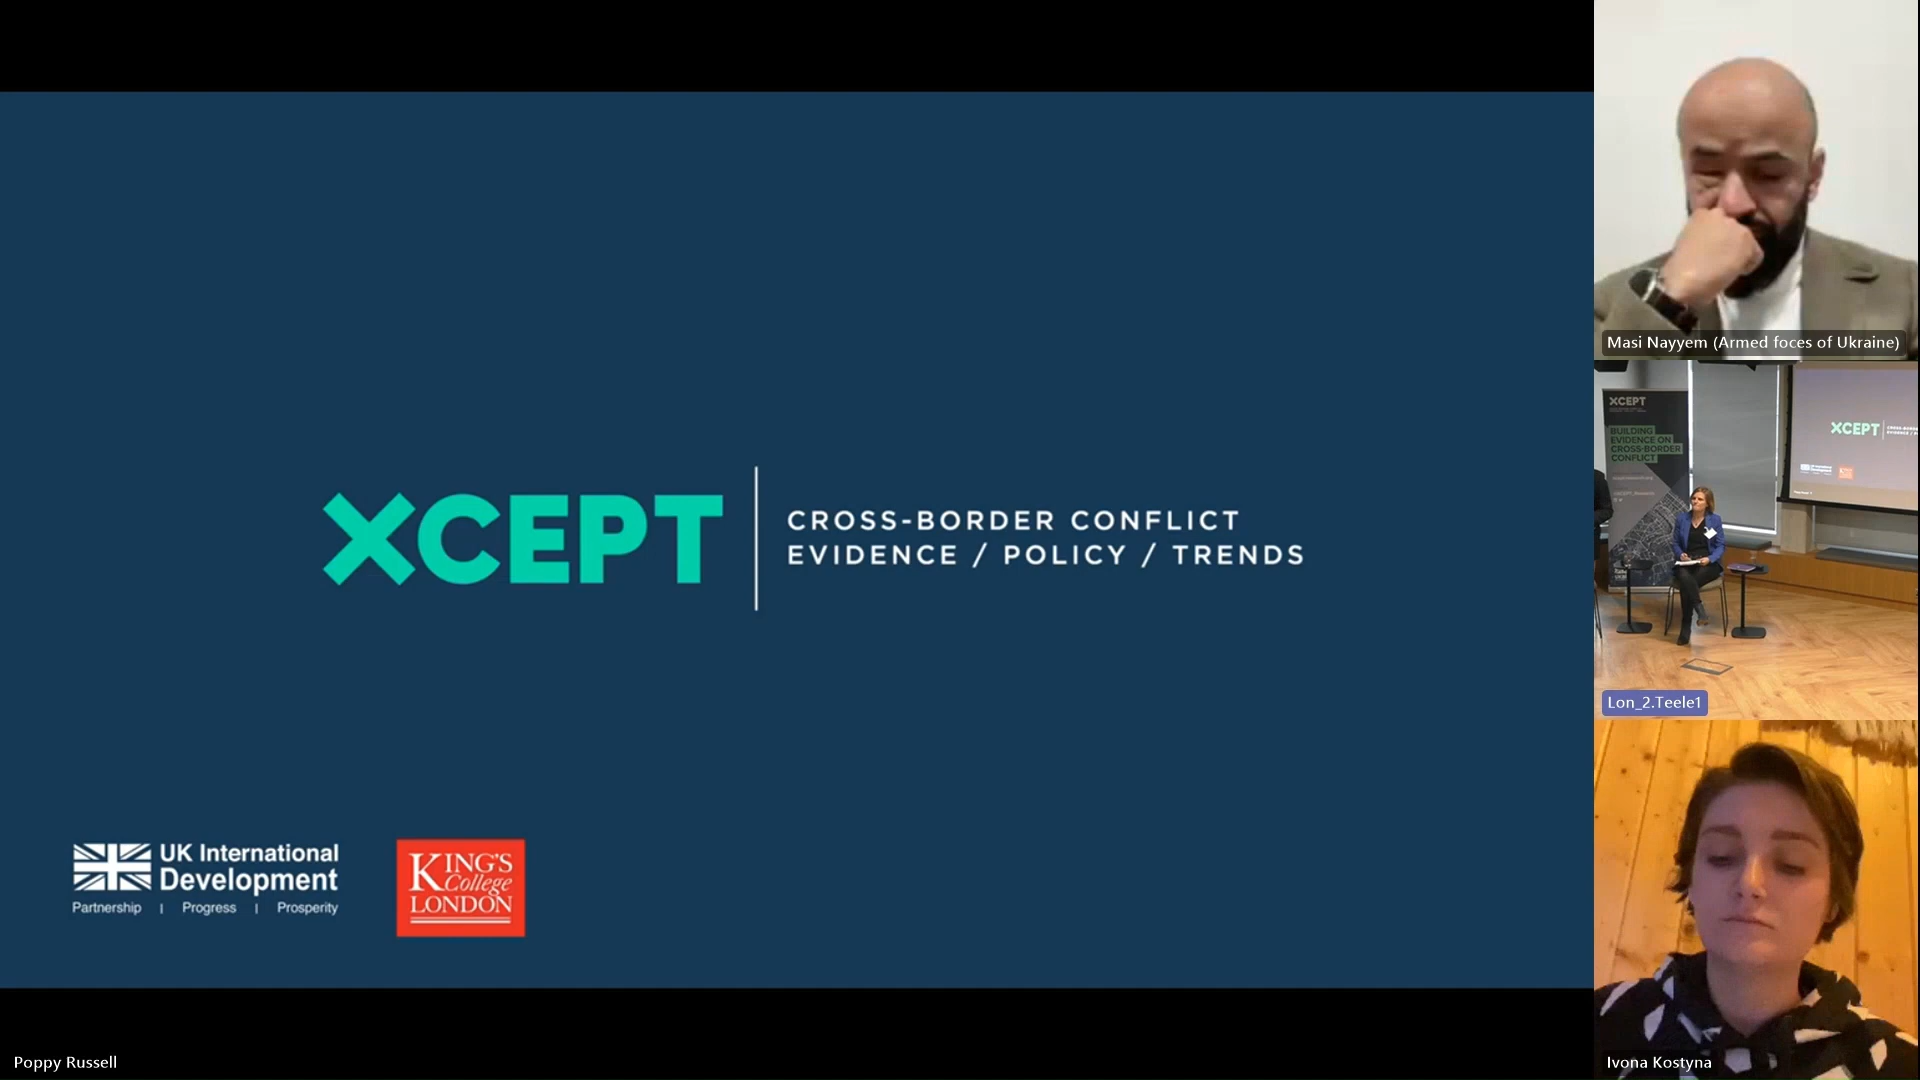 XCEPT
CROSS-BORDER CONFLICT
EVIDENCE / POLICY / TRENDS
UK International
Development
Partnership | Progress | Prosperity
KING'S
College
LONDON
Poppy Russell
Masi Nayyem (Armed foces of Ukraine)
XCEPT
BUILDING
EVIDENCE ON
CROSS-BORDER
CONFLICT
XCEPT
Lon_2.Teele1
Ivona Kostyna